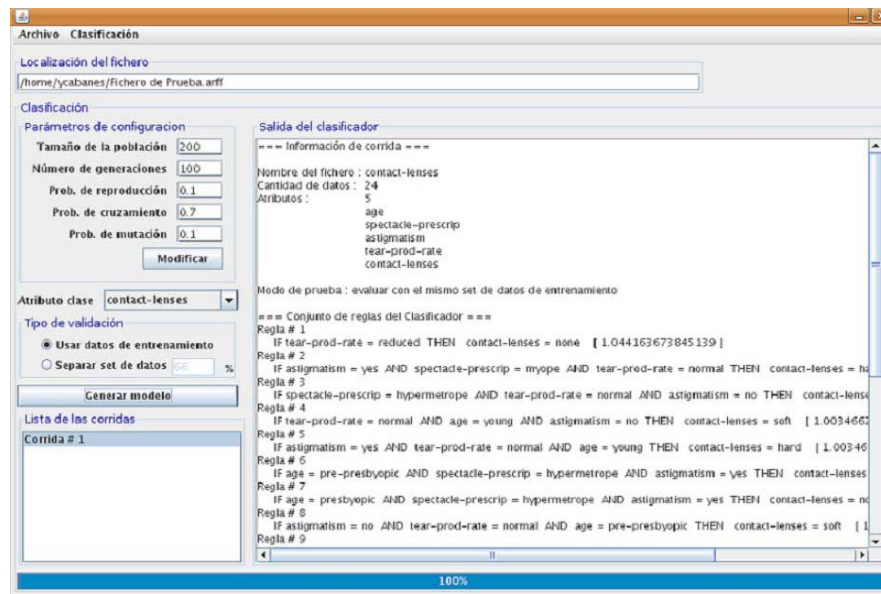 Archivo Clasificación
Localización del fichero
/home/ycabanes/Fichero de Prueba.arff
Clasificación
Parámetros de configuracion
Tamaño de la población 200
Número de generaciones 100
Prob. de reproducción 0.1
Prob. de cruzamiento 0.7
Prob. de mutación 0.1
Modificar
Atributo clase contact-lenses
Tipo de validación
Usar datos de entrenamiento
Separar set de datos 66 %
Generar modelo
Lista de las corridas
Corrida # 1
Salida del clasificador
=== Información de corrida ===
Nombre del fichero : contact-lenses
Cantidad de datos : 24
Atributos : 5
age
spectacle-prescrip
astigmatism
tear-prod-rate
contact-lenses
Modo de prueba : evaluar con el mismo set de datos de entrenamiento
=== Conjunto de reglas del Clasificador ===
Regla # 1
IF tear-prod-rate = reduced THEN contact-lenses = none [ 1.044163673845139 ]
Regla # 2
IF astigmatism = yes AND spectacle-prescrip = myope AND tear-prod-rate = normal THEN contact-lenses = ha
Regla # 3
IF spectacle-prescrip = hypermetrope AND tear-prod-rate = normal AND astigmatism = no THEN contact-lense
Regla # 4
IF tear-prod-rate = normal AND age = young AND astigmatism = no THEN contact-lenses = soft [ 1.0034662
Regla # 5
IF astigmatism = yes AND tear-prod-rate = normal AND age = young THEN contact-lenses = hard [ 1.00346
Regla # 6
IF age = pre-presbyopic AND spectacle-prescrip = hypermetrope AND astigmatism = yes THEN contact-lenses
Regla # 7
IF age = presbyopic AND spectacle-prescrip = hypermetrope AND astigmatism = yes THEN contact-lenses = no
Regla # 8
IF astigmatism = no AND tear-prod-rate = normal AND age = pre-presbyopic THEN contact-lenses = soft [ 1
Regla # 9
100%